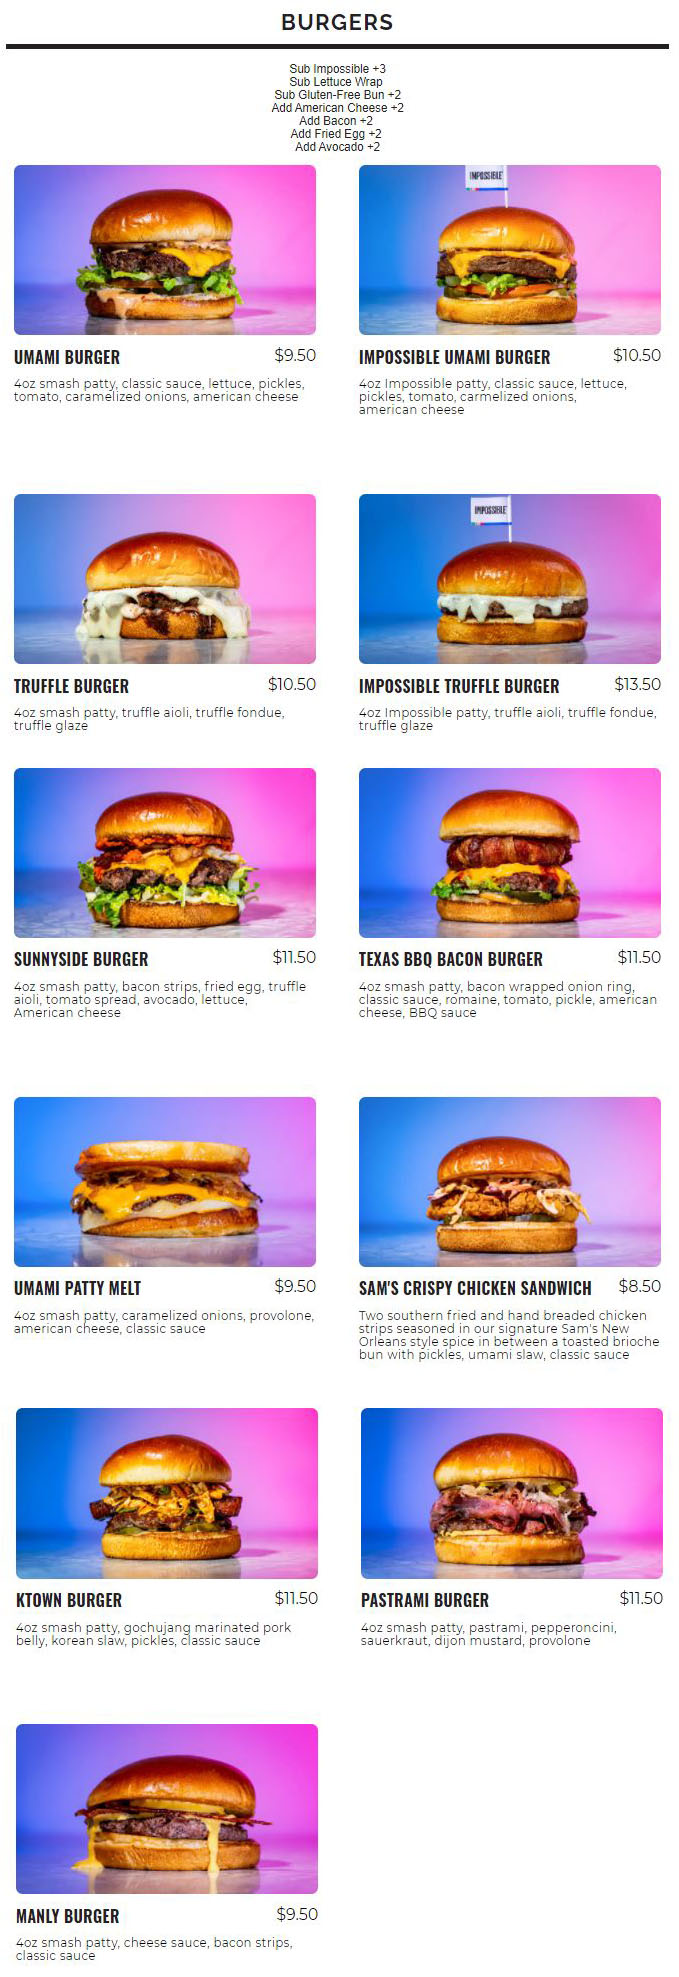 BURGERS
Sub Impossible +3
Sub Lettuce Wrap
Sub Gluten-Free Bun +2
Add American Cheese +2
Add Bacon +2
Add Fried Egg +2
Add Avocado +2
IMPOSSIBLE
UMAMI BURGER $9.50
4oz smash patty, classic sauce, lettuce, pickles,
tomato, caramelized onions, american cheese
IMPOSSIBLE UMAMI BURGER $10.50
4oz Impossible patty, classic sauce, lettuce,
pickles, tomato, carmelized onions,
american cheese
IMPOSSIBLE
TRUFFLE BURGER $10.50
4oz smash patty, truffle aioli, truffle fondue,
truffle glaze
IMPOSSIBLE TRUFFLE BURGER $13.50
4oz Impossible patty, truffle aioli, truffle fondue,
truffle glaze
SUNNYSIDE BURGER $11.50
4oz smash patty, bacon strips, fried egg, truffle
aioli, tomato spread, avocado, lettuce,
American cheese
TEXAS BBQ BACON BURGER $11.50
4oz smash patty, bacon wrapped onion ring,
classic sauce, romaine, tomato, pickle, american
cheese, BBQ sauce
UMAMI PATTY MELT $9.50
4oz smash patty, caramelized onions, provolone,
american cheese, classic sauce
SAM'S CRISPY CHICKEN SANDWICH $8.50
Two southern fried and hand breaded chicken
strips seasoned in our signature Sam's New
Orleans style spice in between a toasted brioche
bun with pickles, umami slaw, classic sauce
KTOWN BURGER $11.50
4oz smash patty, gochujang marinated pork
belly, korean slaw, pickles, classic sauce
PASTRAMI BURGER $11.50
4oz smash patty, pastrami, pepperoncini,
sauerkraut, dijon mustard, provolone
MANLY BURGER $9.50
4oz smash patty, cheese sauce, bacon strips,
classic sauce